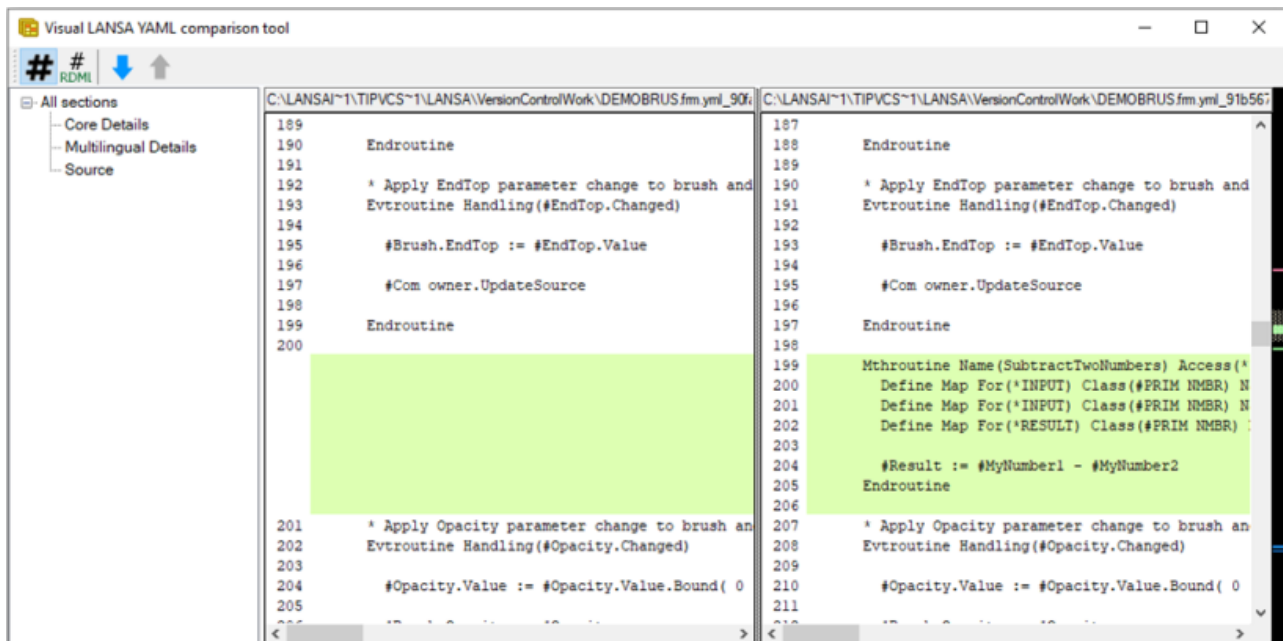 Visual LANSA YAML comparison tool
# # RDML
All sections
Core Details
Multilingual Details
Source
C:\LANSAI~1\TIPVCS~1\LANSA\VersionControlWork\DEMOBRUS.frm.yml_90f
189
190 Endroutine
191
192 * Apply EndTop parameter change to brush and
193 Evtroutine Handling(#EndTop.Changed)
194
195 #Brush.EndTop := #EndTop.Value
196
197 #Com owner.UpdateSource
198
199 Endroutine
200
201 * Apply Opacity parameter change to brush an
202 Evtroutine Handling(#Opacity.Changed)
203
204 #Opacity.Value := #Opacity.Value.Bound( 0
205
C:\LANSAI~1\TIPVCS~1\LANSA\VersionControlWork\DEMOBRUS.frm.yml_91b567
187
188 Endroutine
189
190 * Apply EndTop parameter change to brush and
191 Evtroutine Handling(#EndTop.Changed)
192
193 #Brush.EndTop := #EndTop.Value
194
195 #Com owner.UpdateSource
196
197 Endroutine
198
199 Mthroutine Name(SubtractTwoNumbers) Access(*
200 Define Map For(*INPUT) Class(#PRIM NMBR) N
201 Define Map For(*INPUT) Class(#PRIM NMBR) N
202 Define Map For(*RESULT) Class(#PRIM NMBR)
203
204 #Result := #MyNumber1 - #MyNumber2
205 Endroutine
206
207 * Apply Opacity parameter change to brush an
208 Evtroutine Handling(#Opacity.Changed)
209
210 #Opacity.Value := #Opacity.Value.Bound( 0
211